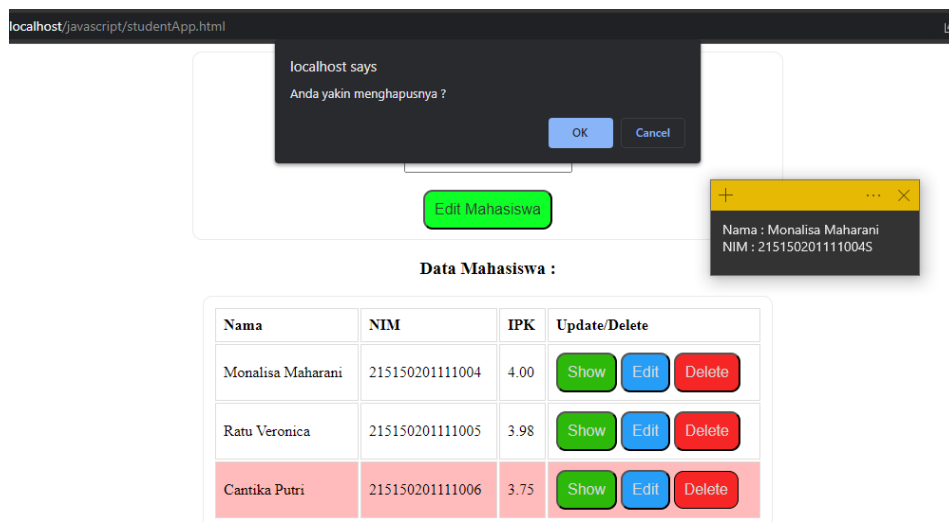 localhost/javascript/studentApp.html
localhost says
Anda yakin menghapusnya ?
OK Cancel
Edit Mahasiswa
Nama : Monalisa Maharani
NIM : 215150201111004S
Data Mahasiswa :
Nama NIM IPK Update/Delete
Monalisa Maharani 215150201111004 4.00 Show Edit Delete
Ratu Veronica 215150201111005 3.98 Show Edit Delete
Cantika Putri 215150201111006 3.75 Show Edit Delete